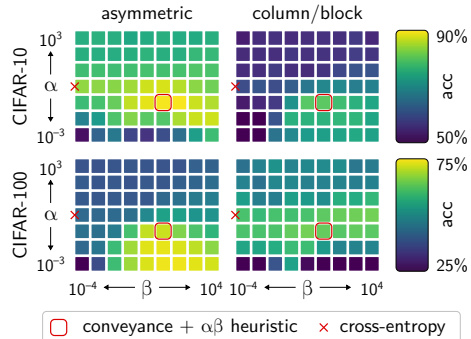 asymmetric column/block
CIFAR-10
10³
α
10⁻³
90%
acc
50%
CIFAR-100
10³
α
10⁻³
75%
acc
25%
10⁻⁴ ← β → 10⁴ 10⁻⁴ ← β → 10⁴
conveyance + αβ heuristic × cross-entropy